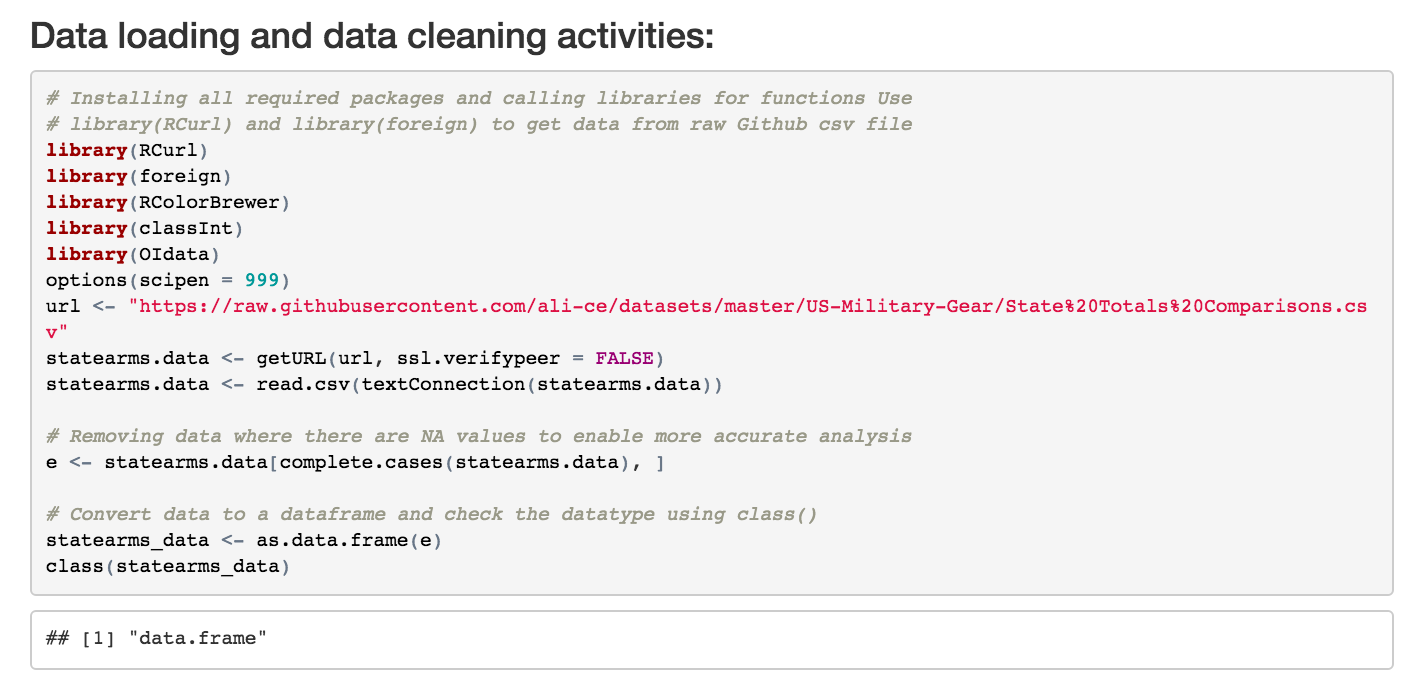 Data loading and data cleaning activities:
# Installing all required packages and calling libraries for functions Use
# library(RCurl) and library(foreign) to get data from raw Github csv file
library(RCurl)
library(foreign)
library(RColorBrewer)
library(classInt)
library(OIdata)
options(scipen = 999)
url <- "https://raw.githubusercontent.com/ali-ce/datasets/master/US-Military-Gear/State%20Totals%20Comparisons.cs
v"
statearms.data <- getURL(url, ssl.verifypeer = FALSE)
statearms.data <- read.csv(textConnection(statearms.data))
# Removing data where there are NA values to enable more accurate analysis
e <- statearms.data[complete.cases(statearms.data), ]
# Convert data to a dataframe and check the datatype using class()
statearms_data <- as.data.frame(e)
class(statearms_data)
## [1] "data.frame"